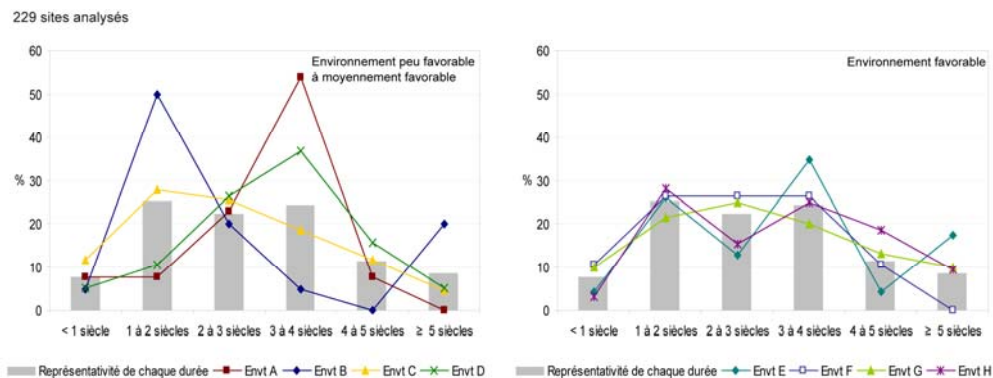 229 sites analysés
Environnement peu favorable
à moyennement favorable
60
50
40
%
30
20
10
0
< 1 siècle 1 à 2 siècles 2 à 3 siècles 3 à 4 siècles 4 à 5 siècles ≥ 5 siècles
Représentativité de chaque durée Envt A Envt B Envt C Envt D
Environnement favorable
60
50
40
%
30
20
10
0
< 1 siècle 1 à 2 siècles 2 à 3 siècles 3 à 4 siècles 4 à 5 siècles ≥ 5 siècles
Représentativité de chaque durée Envt E Envt F Envt G Envt H